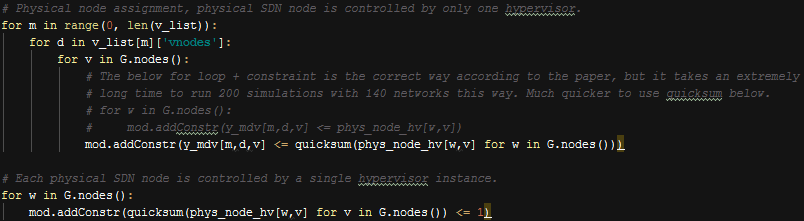 # Physical node assignment, physical SDN node is controlled by only one hypervisor.
for m in range(0, len(v_list)):
    for d in v_list[m]['vnodes']:
        for v in G.nodes():
            # The below for loop + constraint is the correct way according to the paper, but it takes an extremely
            # long time to run 200 simulations with 140 networks this way. Much quicker to use quicksum below.
            # for w in G.nodes():
            #     mod.addConstr(y_mdv[m,d,v] <= phys_node_hv[w,v])
            mod.addConstr(y_mdv[m,d,v] <= quicksum(phys_node_hv[w,v] for w in G.nodes()))
# Each physical SDN node is controlled by a single hypervisor instance.
for w in G.nodes():
    mod.addConstr(quicksum(phys_node_hv[w,v] for v in G.nodes()) <= 1)